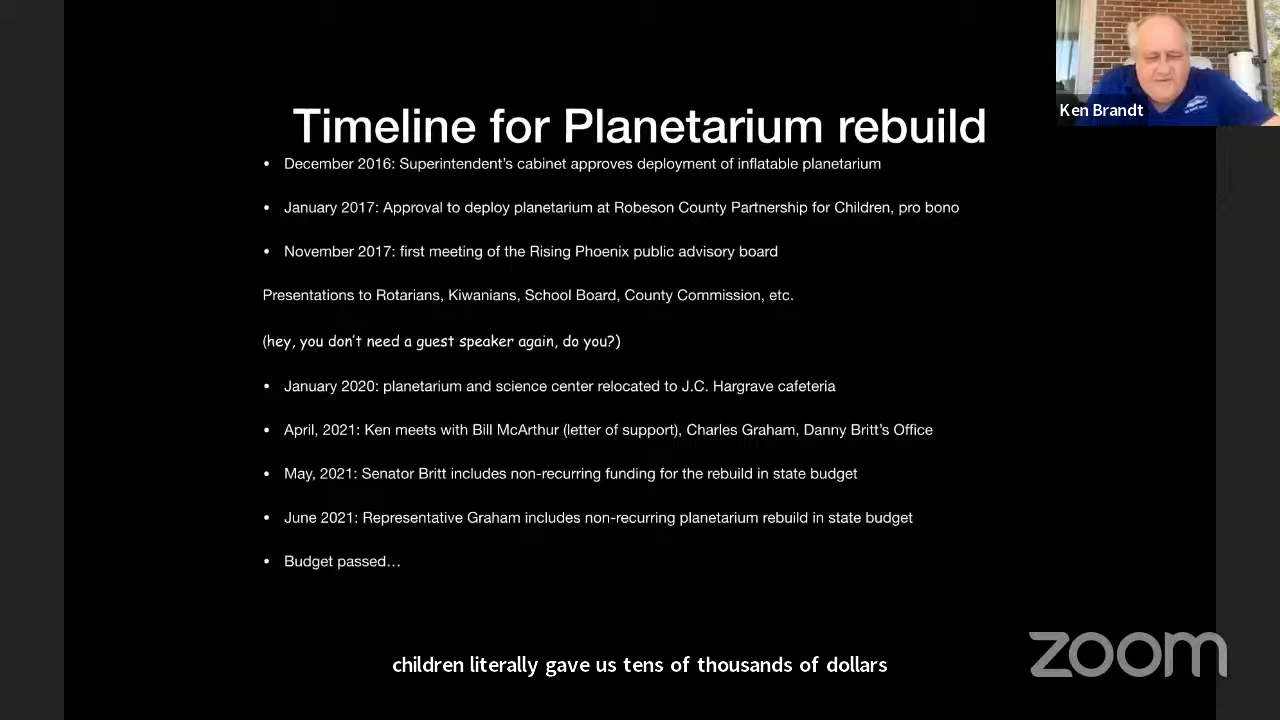 Ken Brandt
Timeline for Planetarium rebuild
• December 2016: Superintendent's cabinet approves deployment of inflatable planetarium
• January 2017: Approval to deploy planetarium at Robeson County Partnership for Children, pro bono
• November 2017: first meeting of the Rising Phoenix public advisory board
Presentations to Rotarians, Kiwanians, School Board, County Commission, etc.
(hey, you don't need a guest speaker again, do you?)
• January 2020: planetarium and science center relocated to J.C. Hargrave cafeteria
• April, 2021: Ken meets with Bill McArthur (letter of support), Charles Graham, Danny Britt's Office
• May, 2021: Senator Britt includes non-recurring funding for the rebuild in state budget
• June 2021: Representative Graham includes non-recurring planetarium rebuild in state budget
• Budget passed…
children literally gave us tens of thousands of dollars
zoom